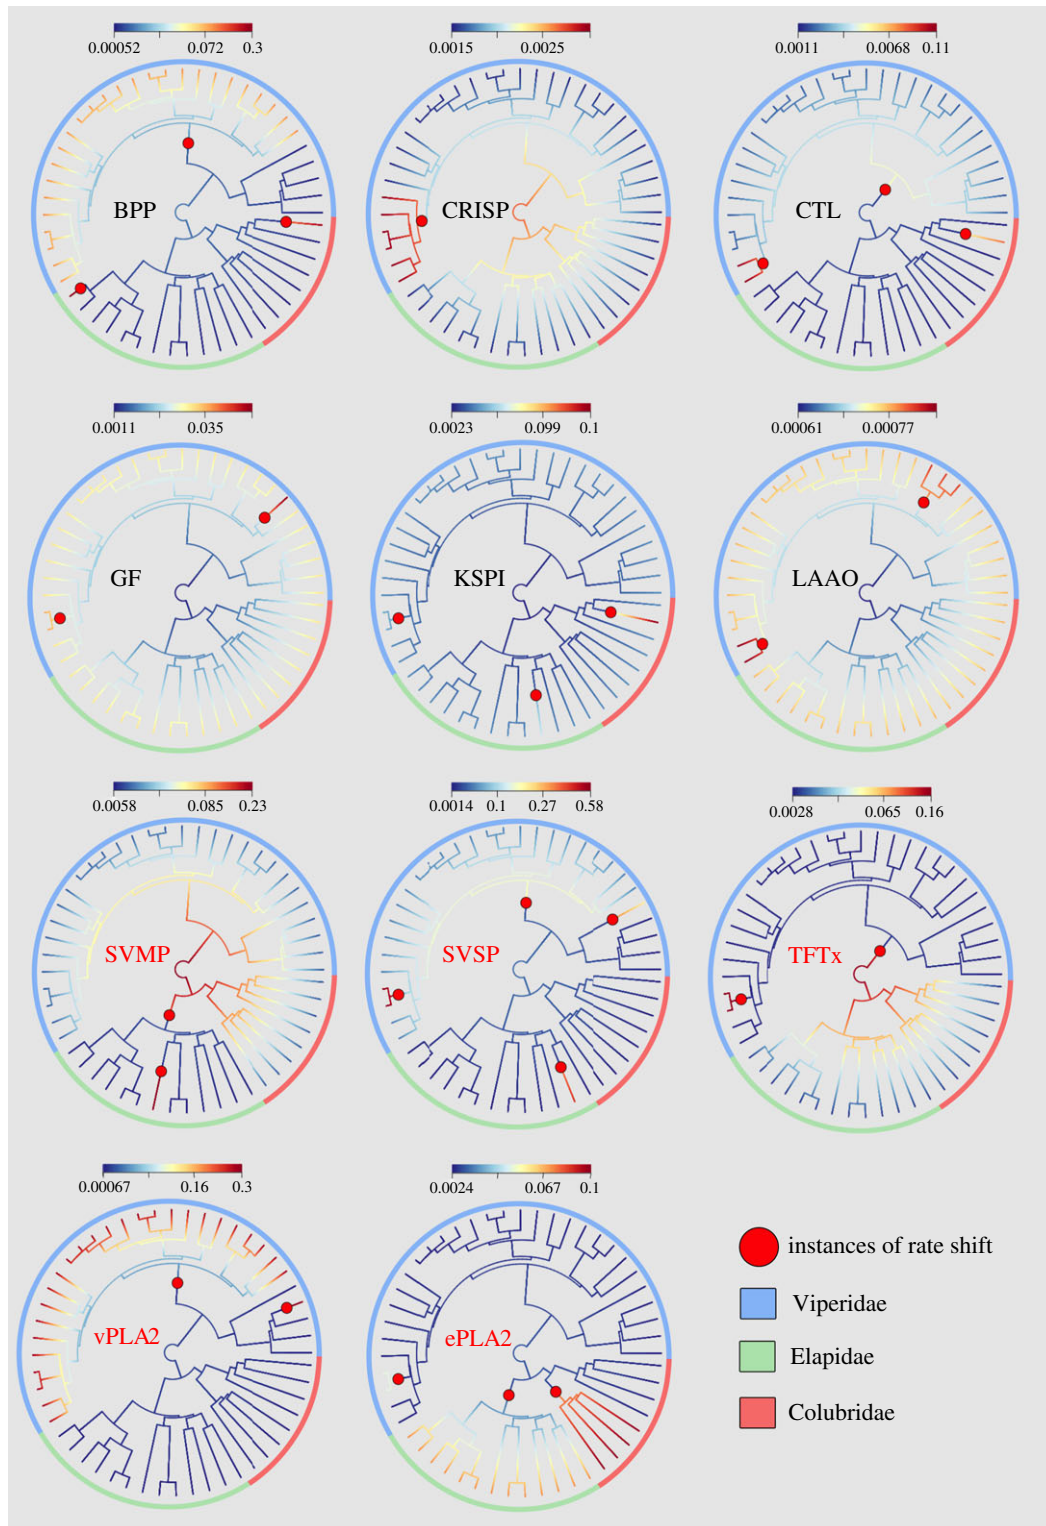 0.00052 0.072 0.3
0.0015 0.0025
0.0011 0.0068 0.11
BPP
CRISP
CTL
0.0011 0.035
0.0023 0.099 0.1
0.00061 0.00077
GF
KSPI
LAAO
0.0058 0.085 0.23
0.0014 0.1 0.27 0.58
0.0028 0.065 0.16
SVMP
SVSP
TFTx
0.00067 0.16 0.3
0.0024 0.067 0.1
vPLA2
ePLA2
instances of rate shift
Viperidae
Elapidae
Colubridae